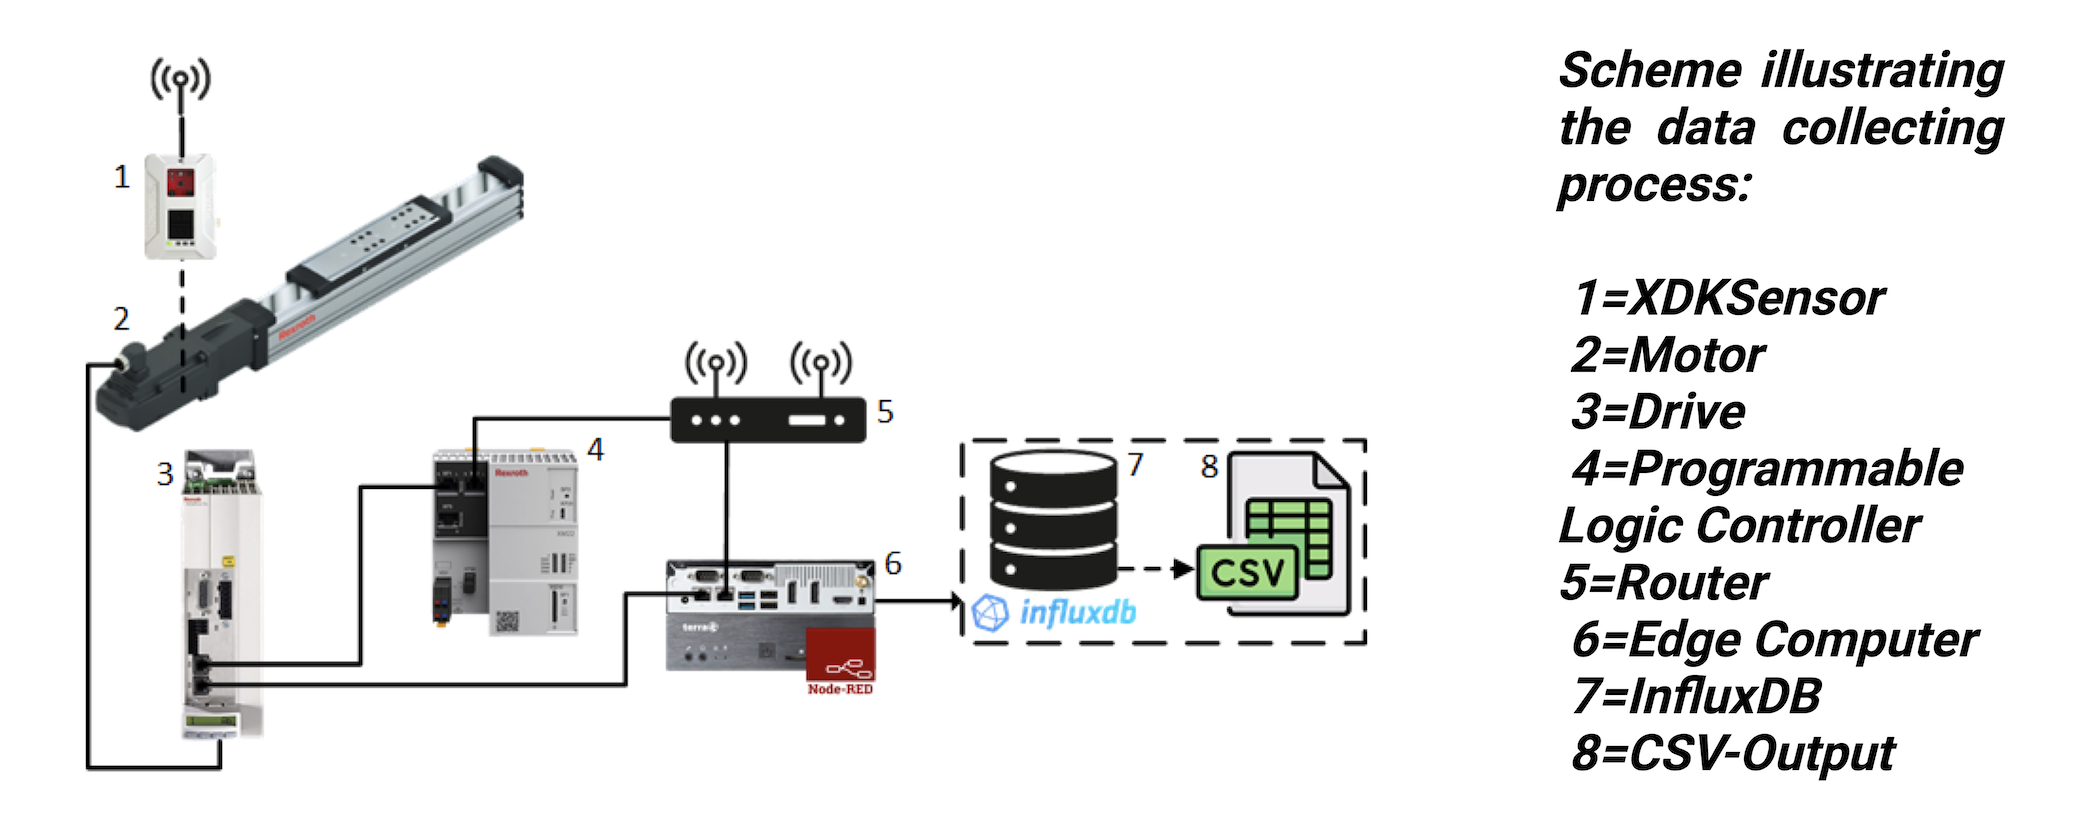 Scheme illustrating
the data collecting
process:
1=XDKSensor
2=Motor
3=Drive
4=Programmable
Logic Controller
5=Router
6=Edge Computer
7=InfluxDB
8=CSV-Output
1
2
Rexroth
3
4
Rexroth
5
6
terra
Node-RED
7
8
influxdb
CSV